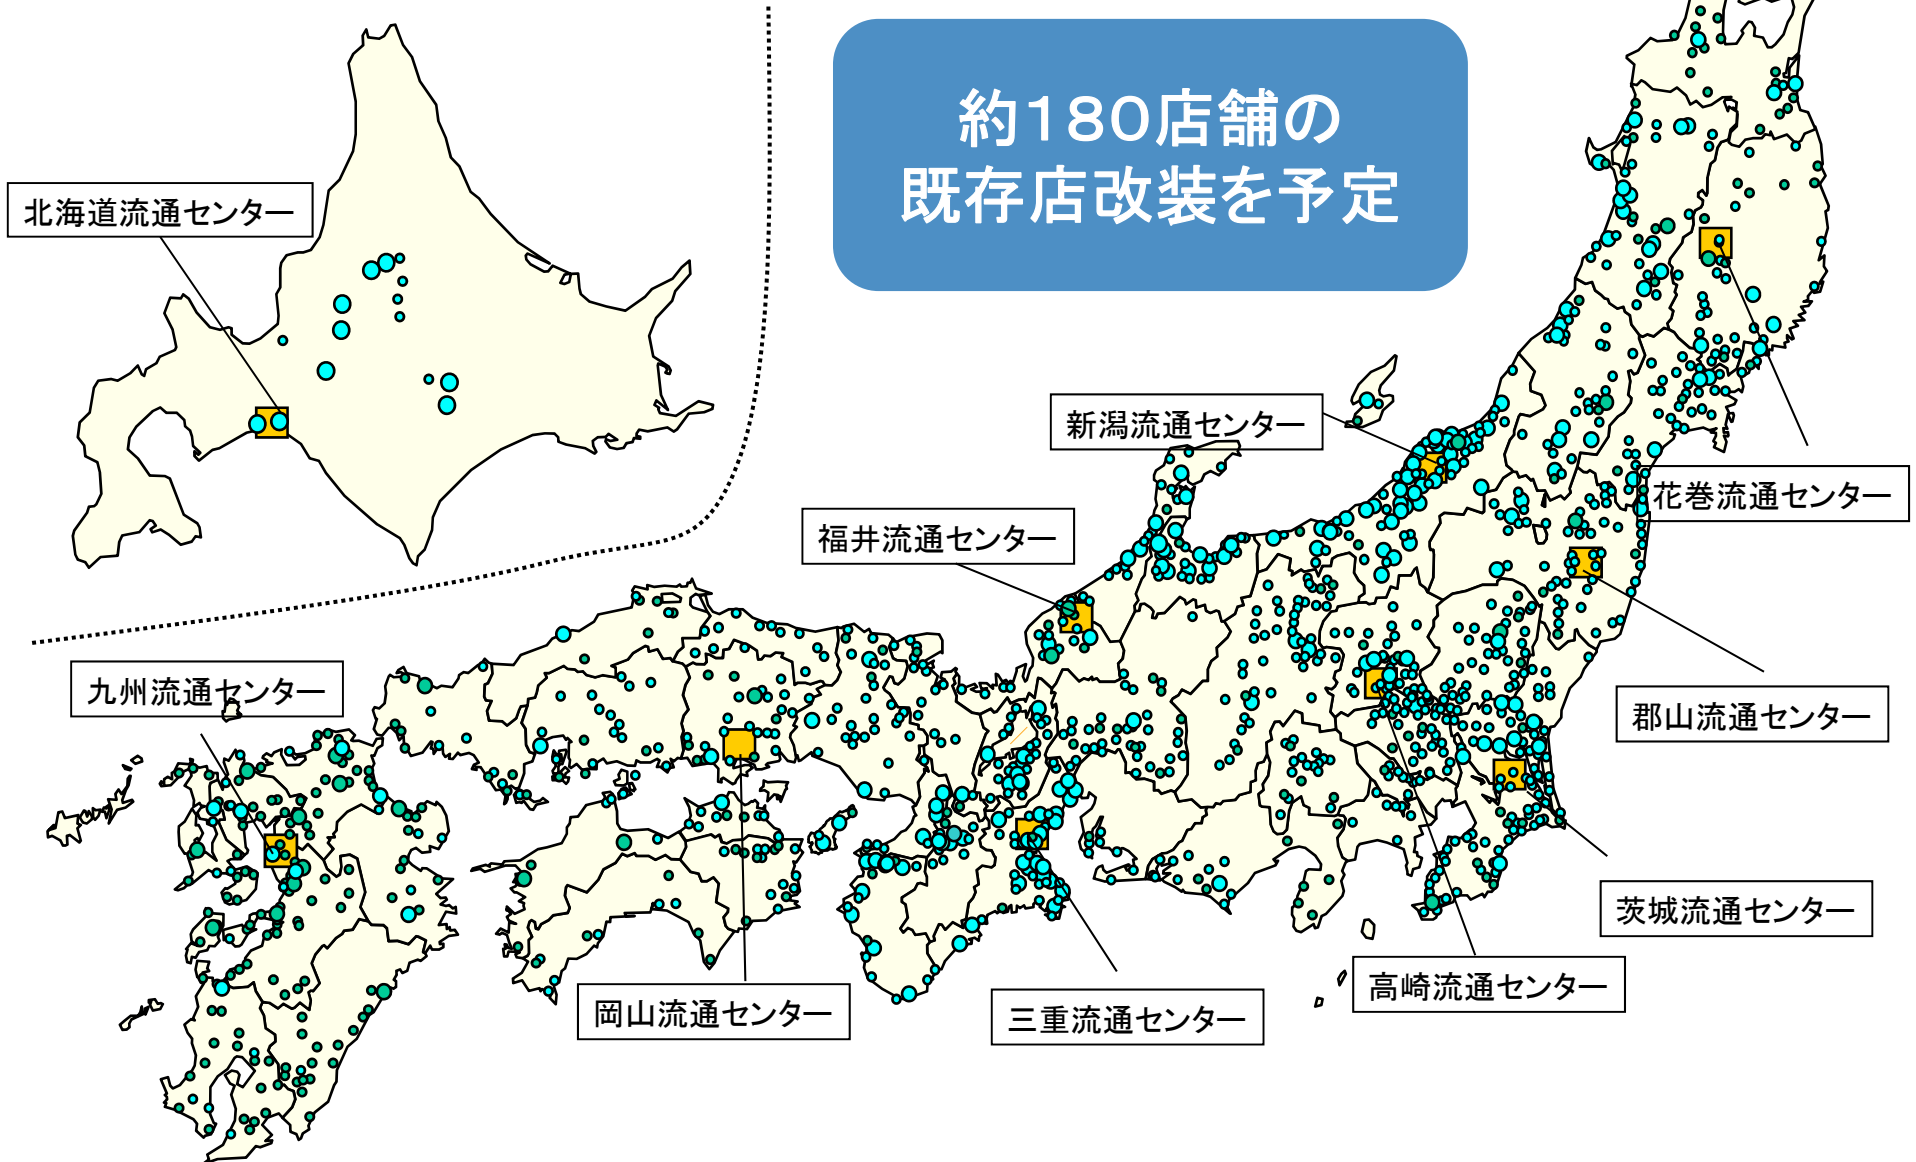 約180店舗の
既存店改装を予定
北海道流通センター
新潟流通センター
花巻流通センター
福井流通センター
九州流通センター
郡山流通センター
茨城流通センター
高崎流通センター
岡山流通センター
三重流通センター